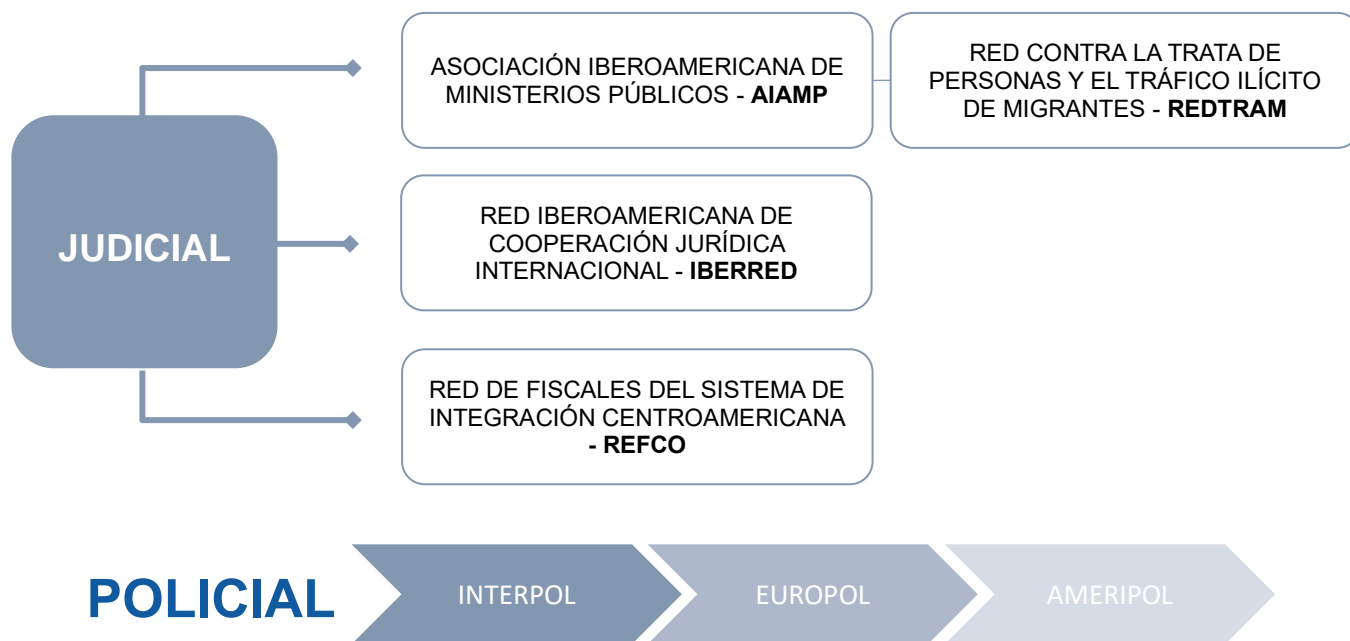 ASOCIACIÓN IBEROAMERICANA DE
MINISTERIOS PÚBLICOS - AIAMP
RED CONTRA LA TRATA DE
PERSONAS Y EL TRÁFICO ILÍCITO
DE MIGRANTES - REDTRAM
JUDICIAL
RED IBEROAMERICANA DE
COOPERACIÓN JURÍDICA
INTERNACIONAL - IBERRED
RED DE FISCALES DEL SISTEMA DE
INTEGRACIÓN CENTROAMERICANA
- REFCO
POLICIAL
INTERPOL
EUROPOL
AMERIPOL